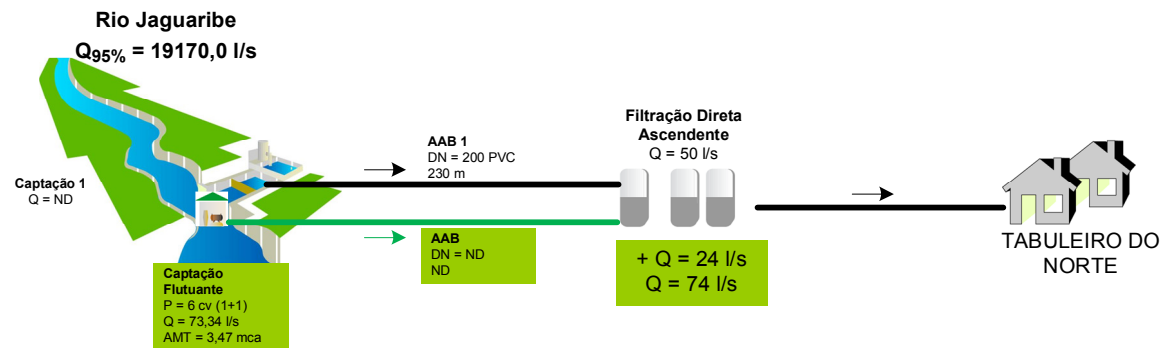 Rio Jaguaribe
Q95% = 19170,0 l/s
Captação 1
Q = ND
AAB 1
DN = 200 PVC
230 m
Filtração Direta
Ascendente
Q = 50 l/s
AAB
DN = ND
ND
Captação
Flutuante
P = 6 cv (1+1)
Q = 73,34 l/s
AMT = 3,47 mca
+ Q = 24 l/s
Q = 74 l/s
TABULEIRO DO
NORTE